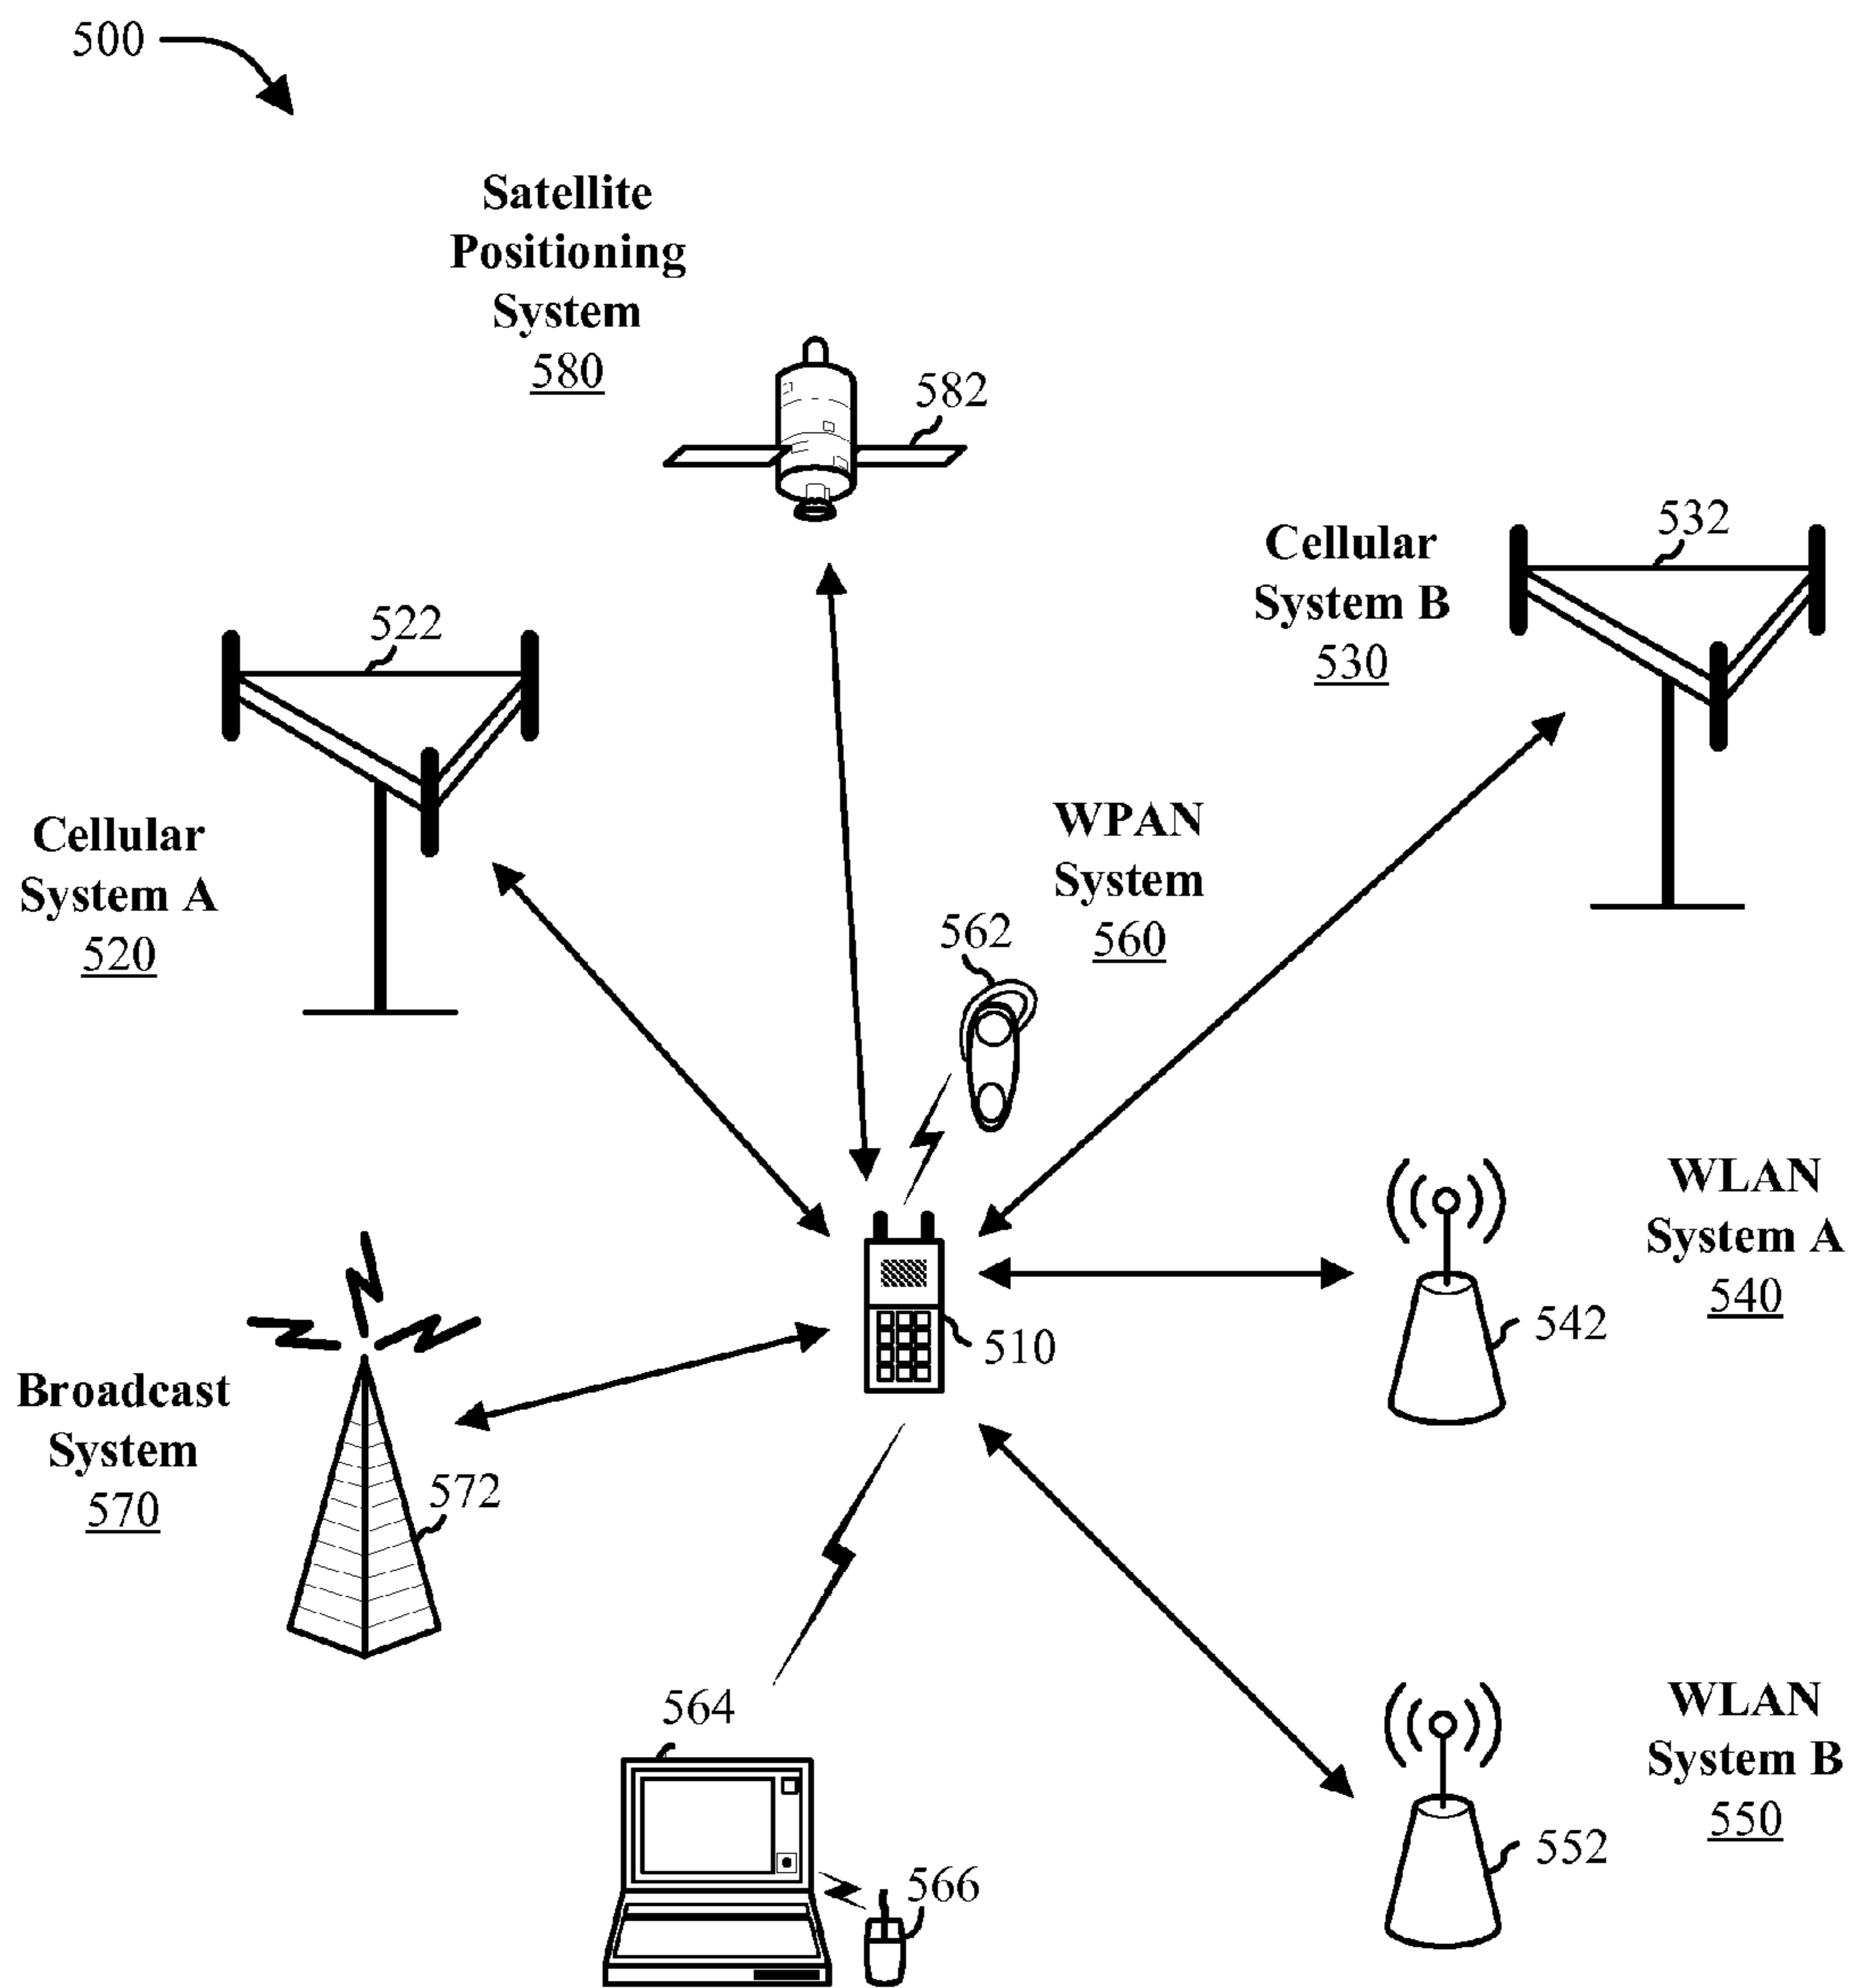 500
Satellite
Positioning
System
580
582
Cellular
System B
530
532
522
Cellular
System A
520
WPAN
System
560
562
WLAN
System A
540
542
510
Broadcast
System
570
572
564
566
WLAN
System B
550
552